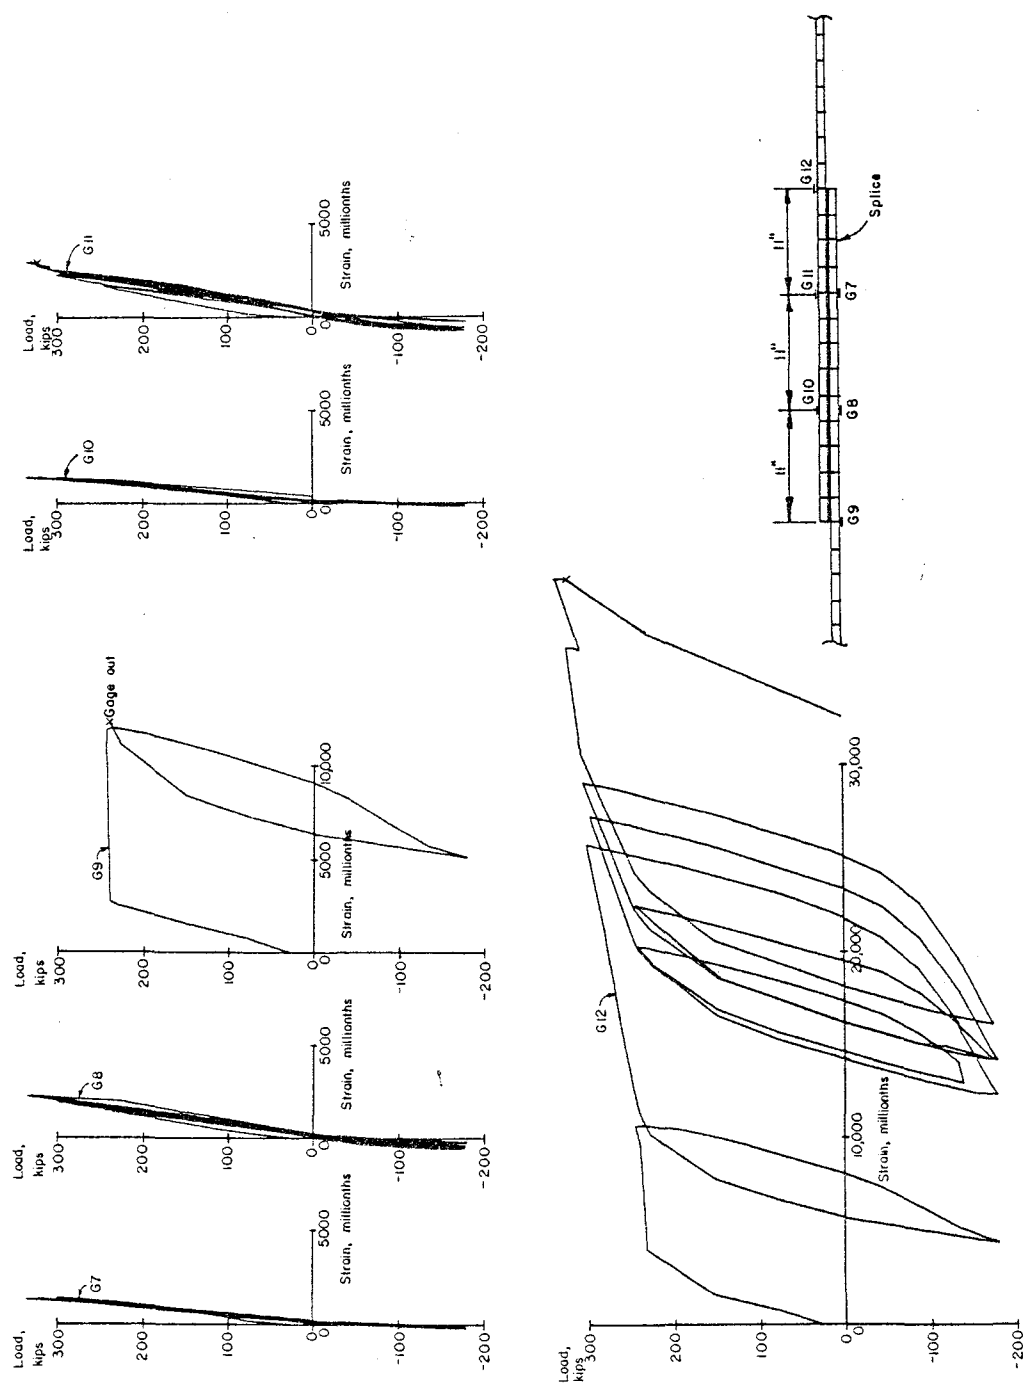 Load,
kips
300
200
100
0
-100
-200
0
5000
Strain, millionths
G7
Load,
kips
300
200
100
0
-100
-200
0
5000
Strain, millionths
G8
Load,
kips
300
200
100
0
-100
-200
0
5000
10,000
Strain, millionths
G9
Gage out
Load,
kips
300
200
100
0
-100
-200
0
5000
Strain, millionths
G10
Load,
kips
300
200
100
0
-100
-200
0
5000
Strain, millionths
G11
Load,
kips
300
200
100
0
-100
-200
0
10,000
20,000
30,000
Strain, millionths
G12
11"
11"
11"
G10
G11
G12
G9
G8
G7
Splice